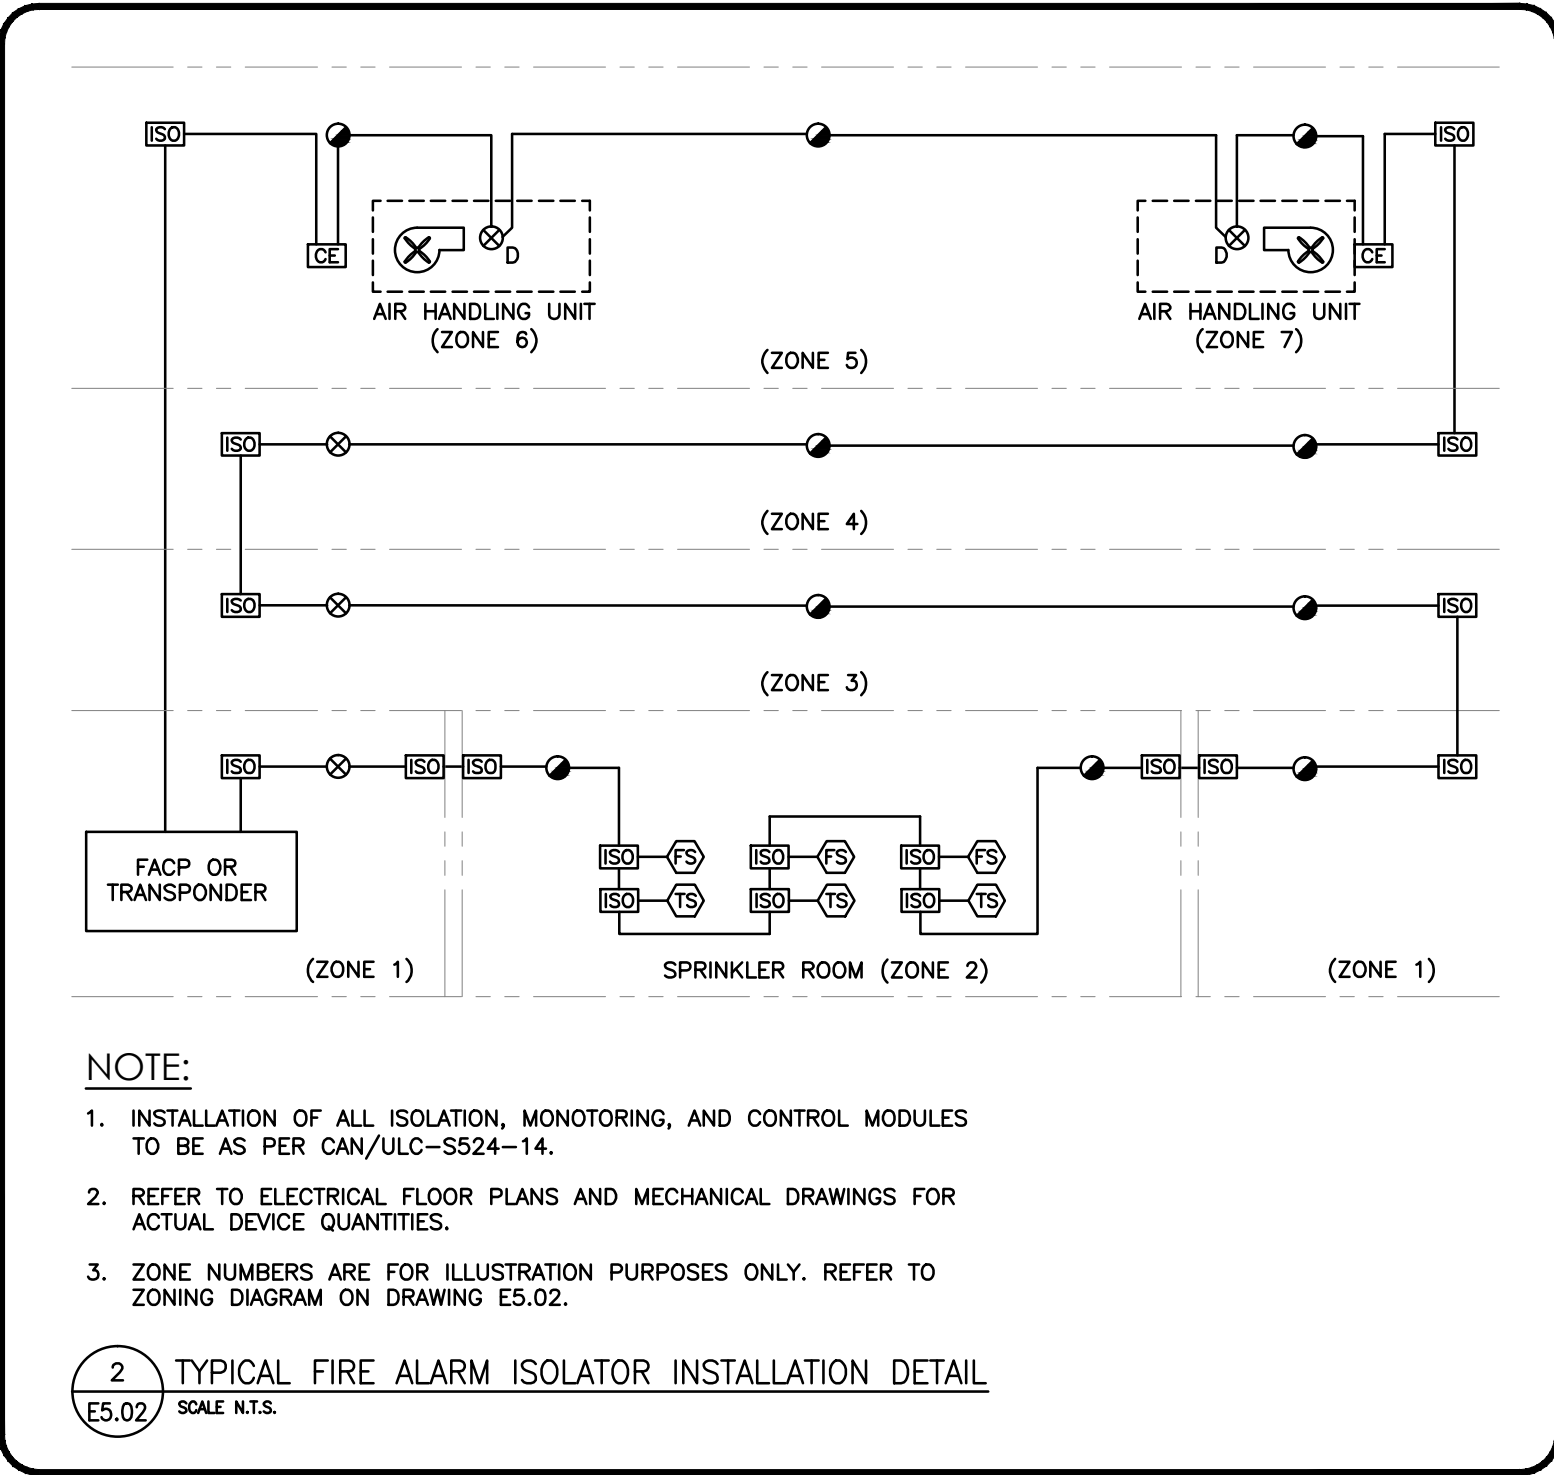 ISO ISO
CE D D CE
AIR HANDLING UNIT AIR HANDLING UNIT
(ZONE 6) (ZONE 7)
(ZONE 5)
ISO ISO
(ZONE 4)
ISO ISO
(ZONE 3)
ISO ISO ISO ISO ISO ISO
ISO FS ISO FS ISO FS
FACP OR
TRANSPONDER
ISO TS ISO TS ISO TS
(ZONE 1) SPRINKLER ROOM (ZONE 2) (ZONE 1)
NOTE:
1. INSTALLATION OF ALL ISOLATION, MONOTORING, AND CONTROL MODULES
TO BE AS PER CAN/ULC-S524-14.
2. REFER TO ELECTRICAL FLOOR PLANS AND MECHANICAL DRAWINGS FOR
ACTUAL DEVICE QUANTITIES.
3. ZONE NUMBERS ARE FOR ILLUSTRATION PURPOSES ONLY. REFER TO
ZONING DIAGRAM ON DRAWING E5.02.
2 TYPICAL FIRE ALARM ISOLATOR INSTALLATION DETAIL
E5.02 SCALE N.T.S.